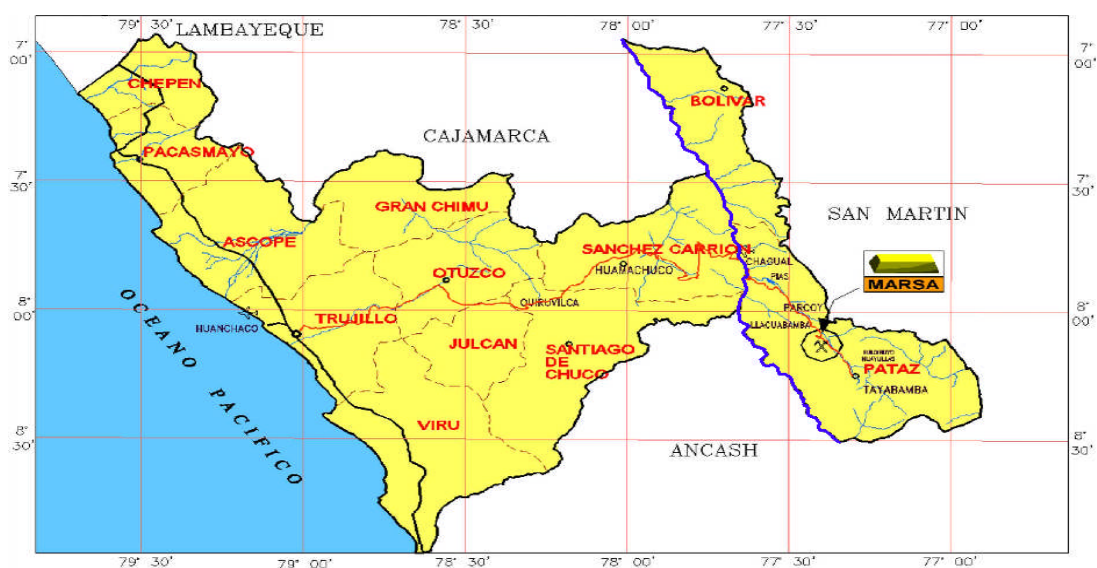 79° 30'
79° 00'
78° 30'
78° 00'
77° 30'
77° 00'
LAMBAYEQUE
7°
00'
7°
00'
CHEPEN
BOLIVAR
CAJAMARCA
PACASMAYO
7°
30'
7°
30'
GRAN CHIMU
SAN MARTIN
ASCOPE
SANCHEZ CARRION
CHAGUAL
HUAMACHUCO
OTUZCO
PIAS
MARSA
QUIRUVILCA
PARCOY
8°
00'
8°
00'
HUANCHACO
TRUJILLO
LLACUABAMBA
JULCAN
SANTIAGO
DE
CHUCO
HUAYLILLAS
PATAZ
TAYABAMBA
OCEANO PACIFICO
VIRU
ANCASH
8°
30'
8°
30'
79° 30'
79° 00'
78° 30'
78° 00'
77° 30'
77° 00'